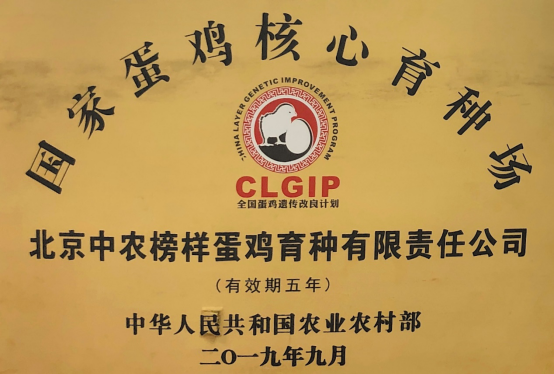 国家蛋鸡核心育种场
CHINA LAYER GENETIC IMPROVEMENT PROGRAM
CLGIP
全国蛋鸡遗传改良计划
北京中农榜样蛋鸡育种有限责任公司
（有效期五年）
中华人民共和国农业农村部
二〇一九年九月